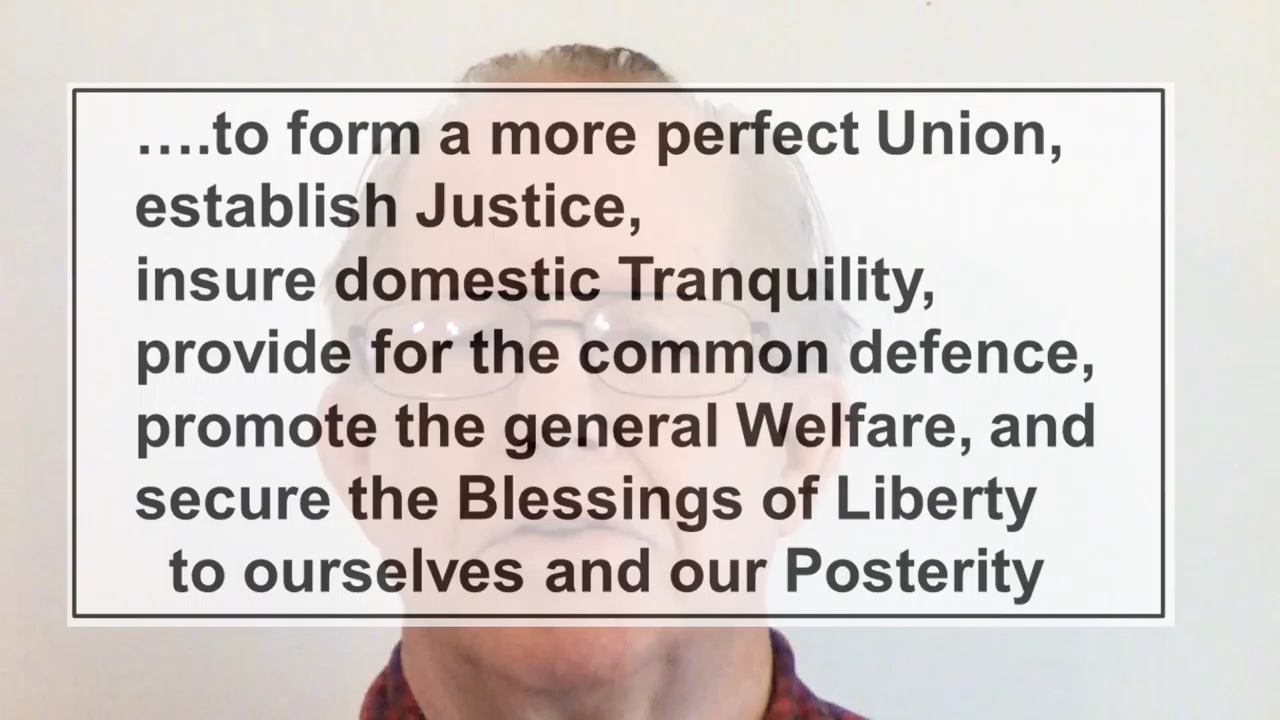 ….to form a more perfect Union,
establish Justice,
insure domestic Tranquility,
provide for the common defence,
promote the general Welfare, and
secure the Blessings of Liberty
to ourselves and our Posterity